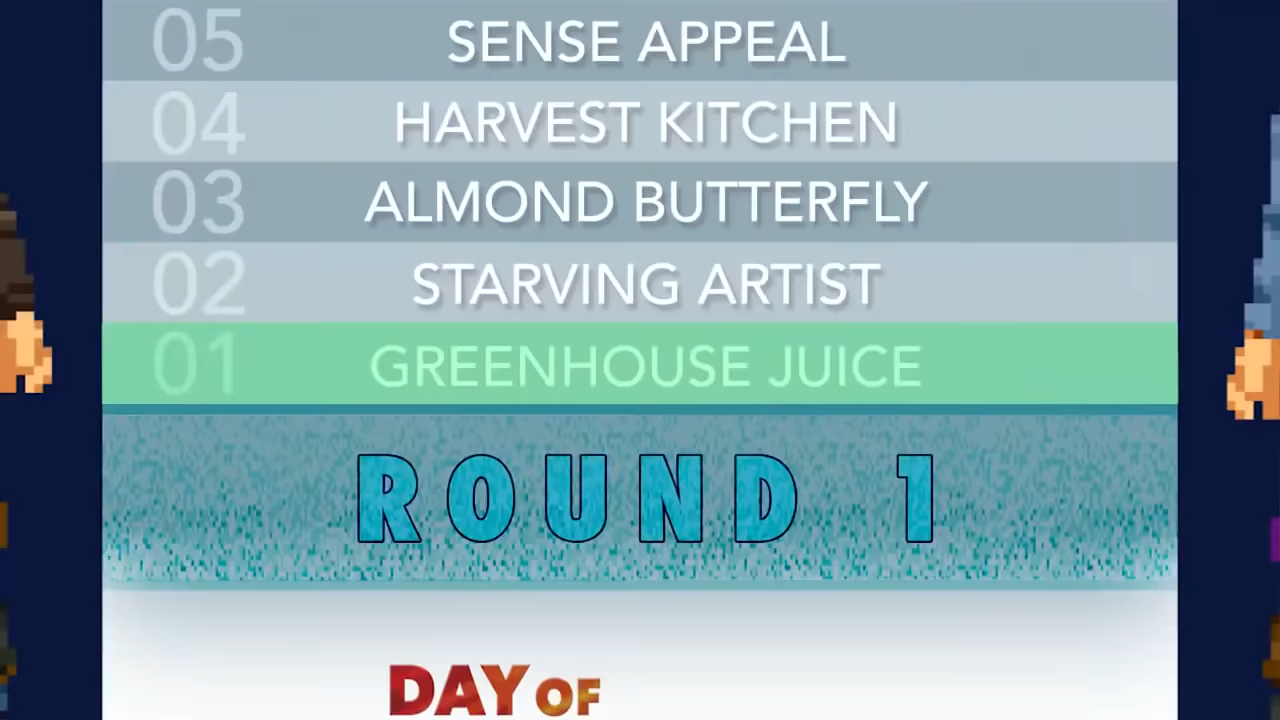 05 SENSE APPEAL
04 HARVEST KITCHEN
03 ALMOND BUTTERFLY
02 STARVING ARTIST
01 GREENHOUSE JUICE
ROUND 1
DAY OF